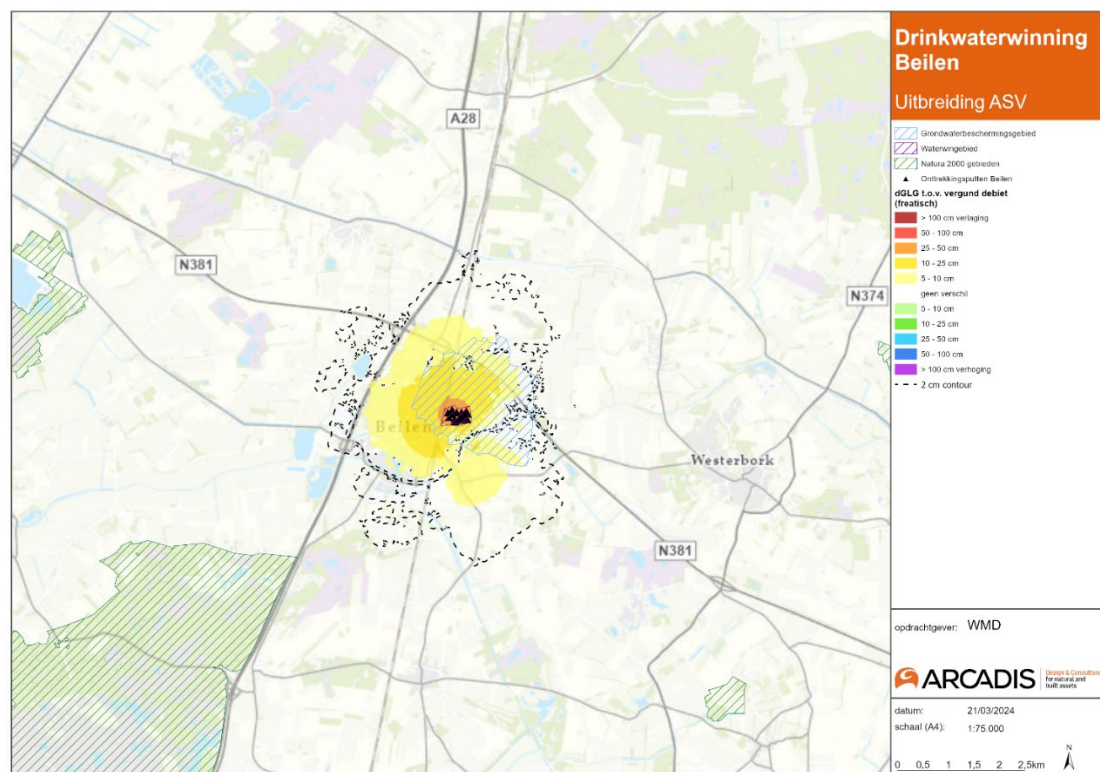 A28
N381
N374
Beilen
Westerbork
N381
Drinkwaterwinning
Beilen
Uitbreiding ASV
Grondwaterbeschermingsgebied
Waterwingebied
Natura 2000 gebieden
Onttrekkingsputten Beilen
dGLG t.o.v. vergund debiet
(freatisch)
> 100 cm verlaging
50 - 100 cm
25 - 50 cm
10 - 25 cm
5 - 10 cm
geen verschil
5 - 10 cm
10 - 25 cm
25 - 50 cm
50 - 100 cm
> 100 cm verhoging
2 cm contour
opdrachtgever: WMD
ARCADIS
Design & Consultancy
for natural and
built assets
datum: 21/03/2024
schaal (A4): 1:75.000
N
0 0,5 1 1,5 2 2,5km